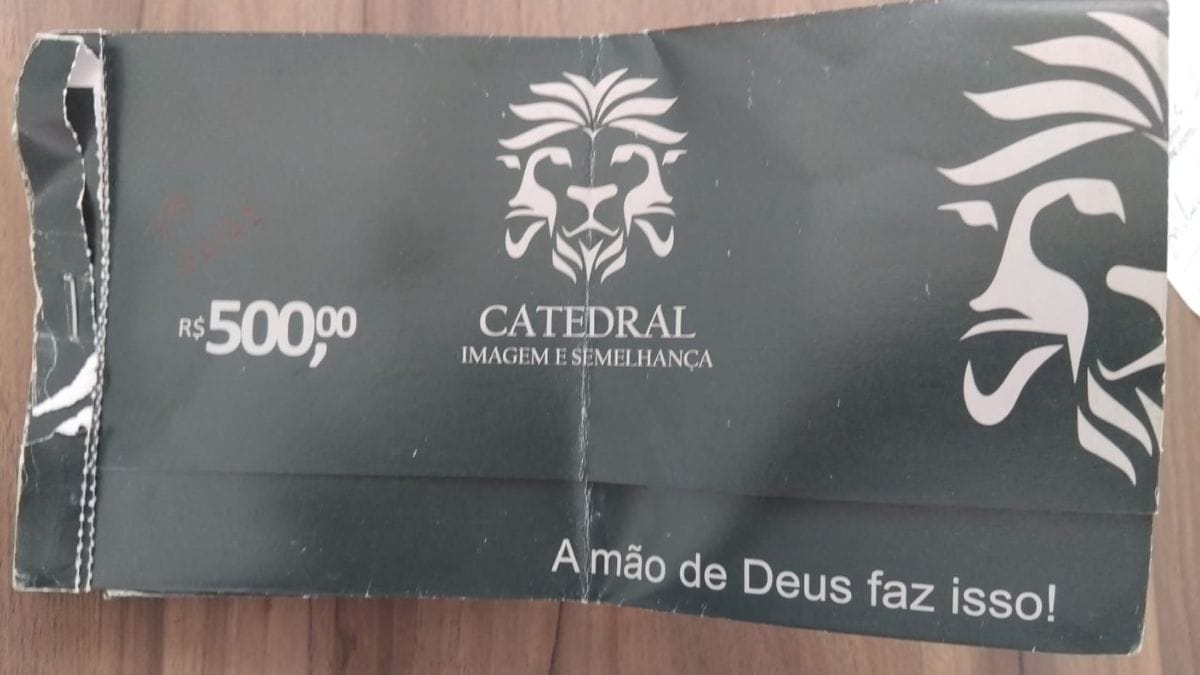 R$500,00
CATEDRAL
IMAGEM E SEMELHANÇA
A mão de Deus faz isso!